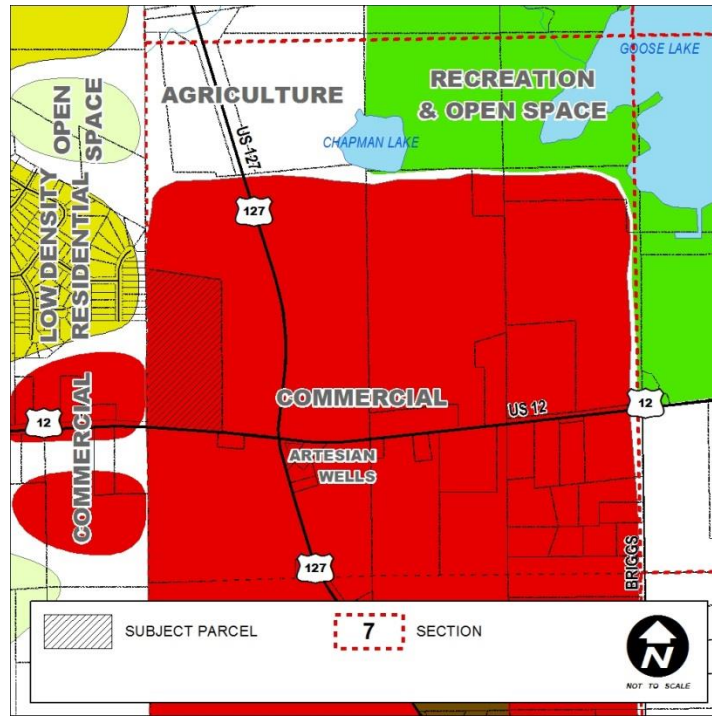 GOOSE LAKE
RECREATION
& OPEN SPACE
AGRICULTURE
CHAPMAN LAKE
US-127
127
LOW DENSITY
RESIDENTIAL
OPEN
SPACE
COMMERCIAL
COMMERCIAL
US 12
12
12
ARTESIAN
WELLS
127
BRIGGS
SUBJECT PARCEL
7
SECTION
N
NOT TO SCALE